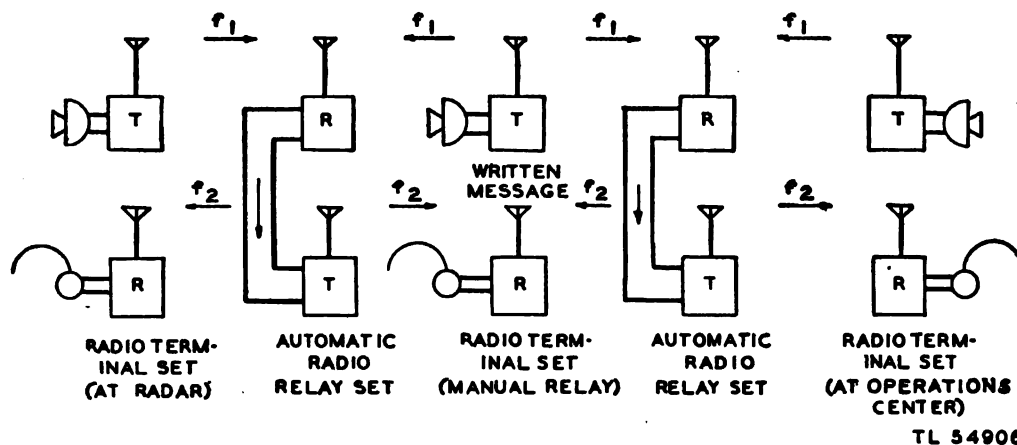 f1 f1 f1 f1
T R T R T
WRITTEN
MESSAGE
f2 f2 f2 f2
R T R T R
RADIO TERM-
INAL SET
(AT RADAR)
AUTOMATIC
RADIO
RELAY SET
RADIO TERM-
INAL SET
(MANUAL RELAY)
AUTOMATIC
RADIO
RELAY SET
RADIO TERM-
INAL SET
(AT OPERATIONS
CENTER)
TL 54906